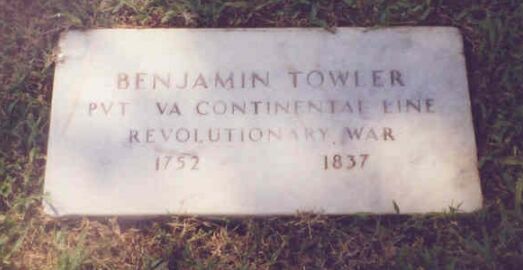 BENJAMIN TOWLER
PVT VA CONTINENTAL LINE
REVOLUTIONARY WAR
1752 1837